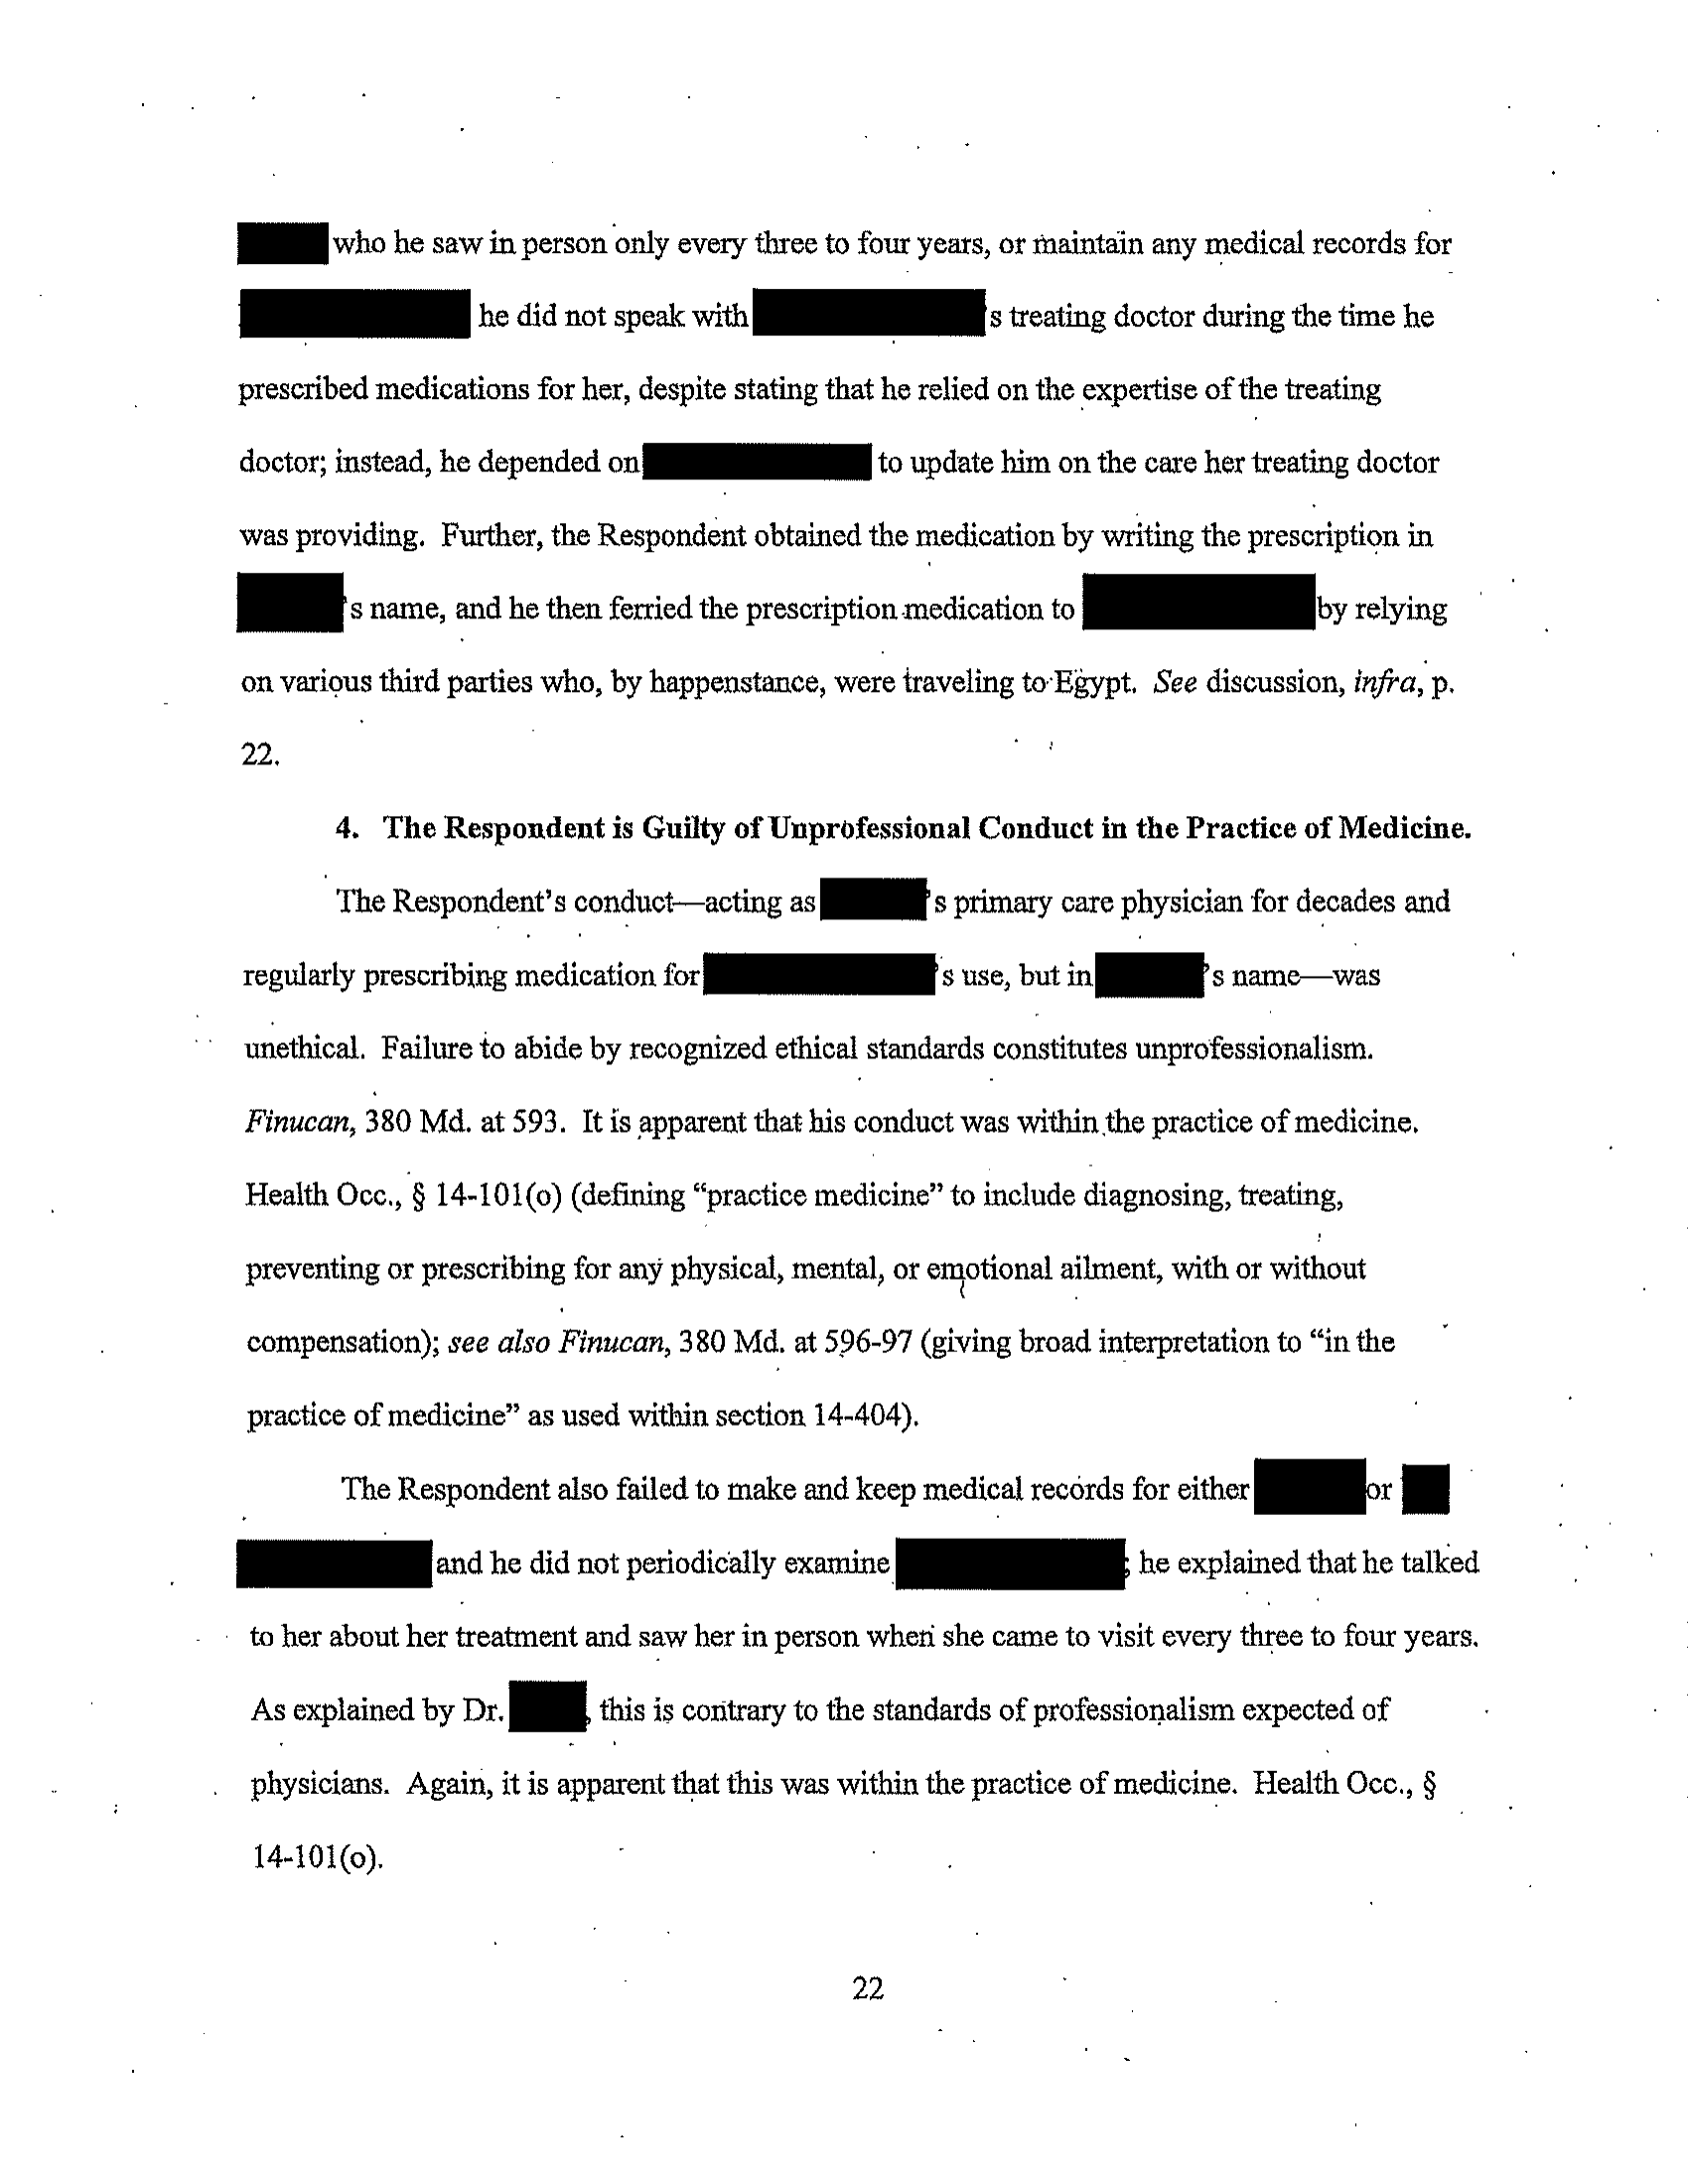 who he saw in person only every three to four years, or maintain any medical records for
he did not speak with 's treating doctor during the time he
prescribed medications for her, despite stating that he relied on the expertise of the treating
doctor; instead, he depended on to update him on the care her treating doctor
was providing. Further, the Respondent obtained the medication by writing the prescription in
's name, and he then ferried the prescription medication to by relying
on various third parties who, by happenstance, were traveling to Egypt. See discussion, infra, p.
22.
4. The Respondent is Guilty of Unprofessional Conduct in the Practice of Medicine.
The Respondent's conduct—acting as 's primary care physician for decades and
regularly prescribing medication for 's use, but in 's name—was
unethical. Failure to abide by recognized ethical standards constitutes unprofessionalism.
Finucan, 380 Md. at 593. It is apparent that his conduct was within the practice of medicine.
Health Occ., § 14-101(o) (defining “practice medicine” to include diagnosing, treating,
preventing or prescribing for any physical, mental, or emotional ailment, with or without
compensation); see also Finucan, 380 Md. at 596-97 (giving broad interpretation to “in the
practice of medicine” as used within section 14-404).
The Respondent also failed to make and keep medical records for either or
and he did not periodically examine ; he explained that he talked
to her about her treatment and saw her in person when she came to visit every three to four years.
As explained by Dr. , this is contrary to the standards of professionalism expected of
physicians. Again, it is apparent that this was within the practice of medicine. Health Occ., §
14-101(o).
22